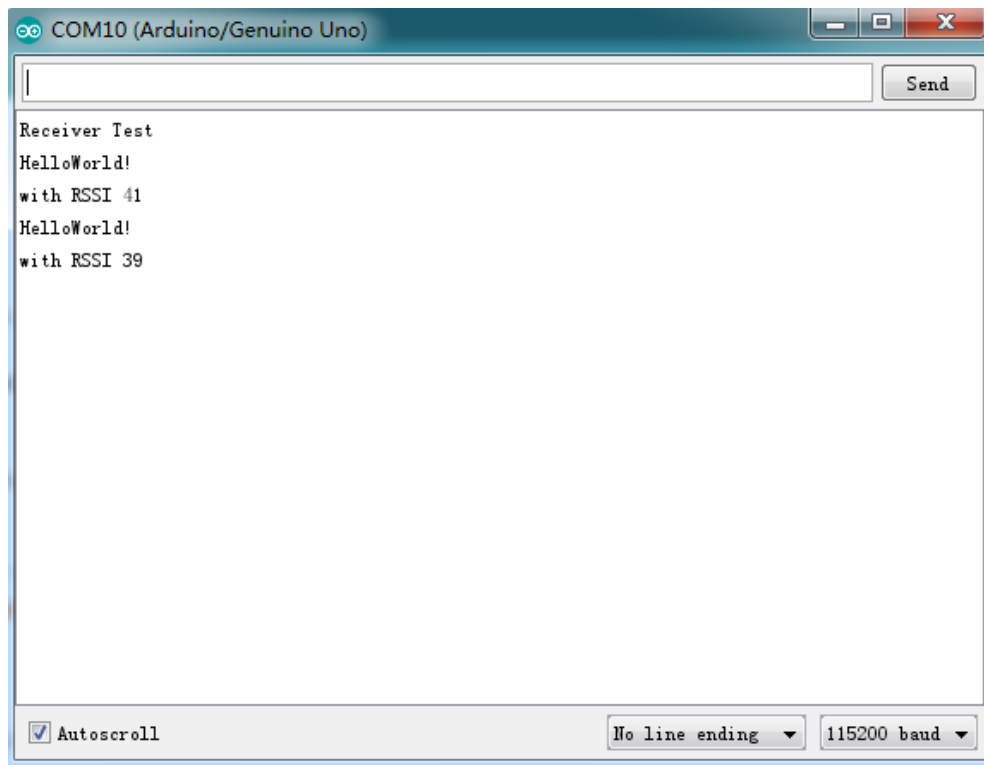 COM10 (Arduino/Genuino Uno)
Send
Receiver Test
HelloWorld!
with RSSI 41
HelloWorld!
with RSSI 39
Autoscroll
No line ending
115200 baud